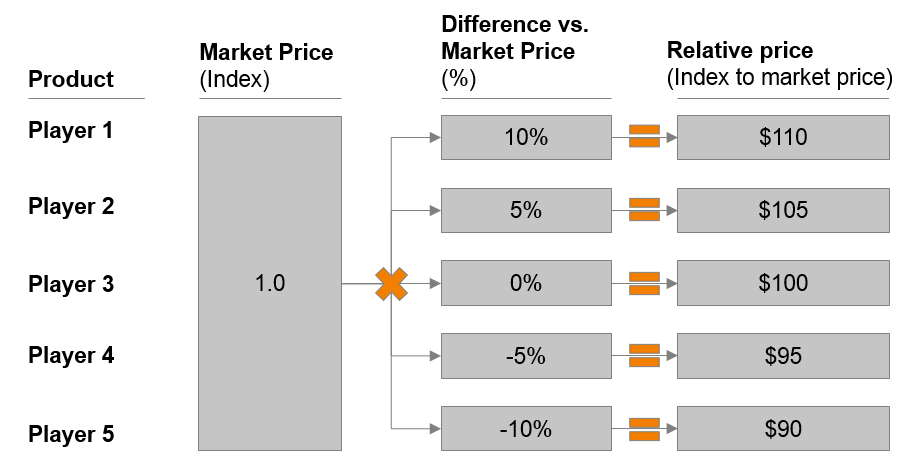 Product
Market Price
(Index)
Difference vs.
Market Price
(%)
Relative price
(Index to market price)
Player 1
10%
$110
Player 2
5%
$105
Player 3
1.0
0%
$100
Player 4
-5%
$95
Player 5
-10%
$90